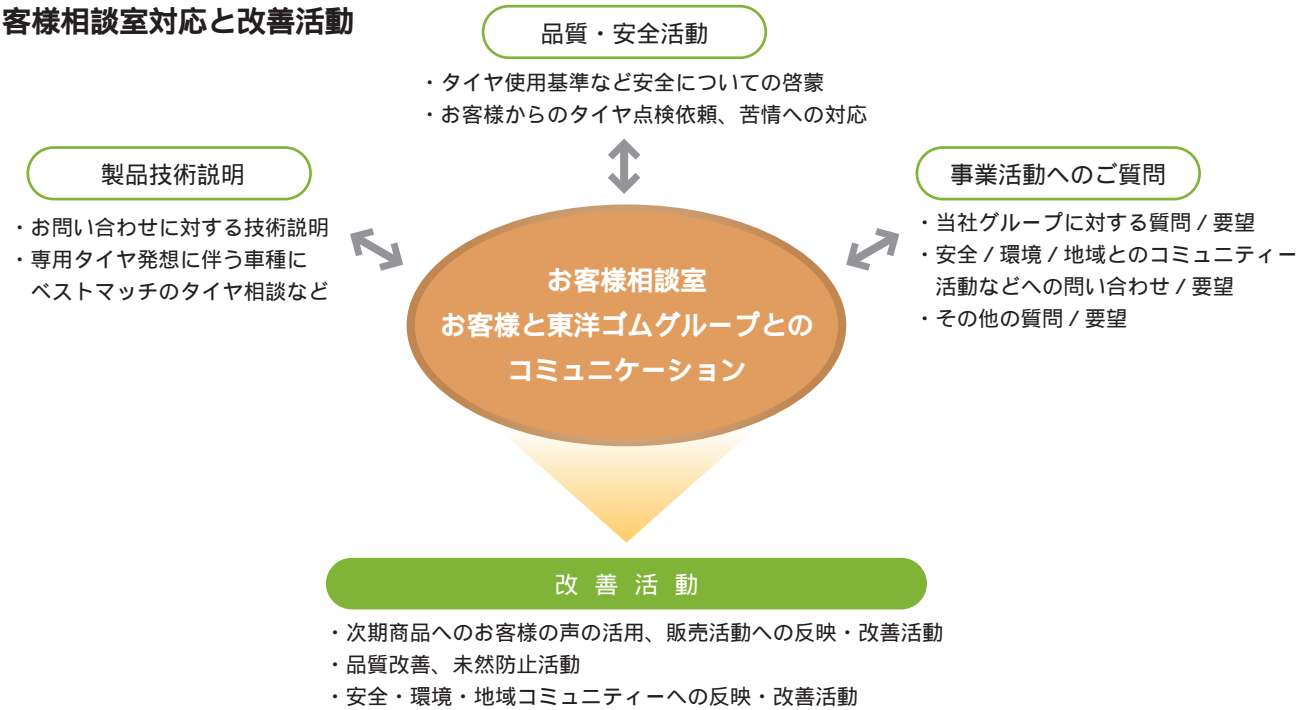 客様相談室対応と改善活動
品質・安全活動
・タイヤ使用基準など安全についての啓蒙
・お客様からのタイヤ点検依頼、苦情への対応
製品技術説明
・お問い合わせに対する技術説明
・専用タイヤ発想に伴う車種に
ベストマッチのタイヤ相談など
事業活動へのご質問
・当社グループに対する質問 / 要望
・安全 / 環境 / 地域とのコミュニティー
活動などへの問い合わせ / 要望
・その他の質問 / 要望
お客様相談室
お客様と東洋ゴムグループとの
コミュニケーション
改善活動
・次期商品へのお客様の声の活用、販売活動への反映・改善活動
・品質改善、未然防止活動
・安全・環境・地域コミュニティーへの反映・改善活動